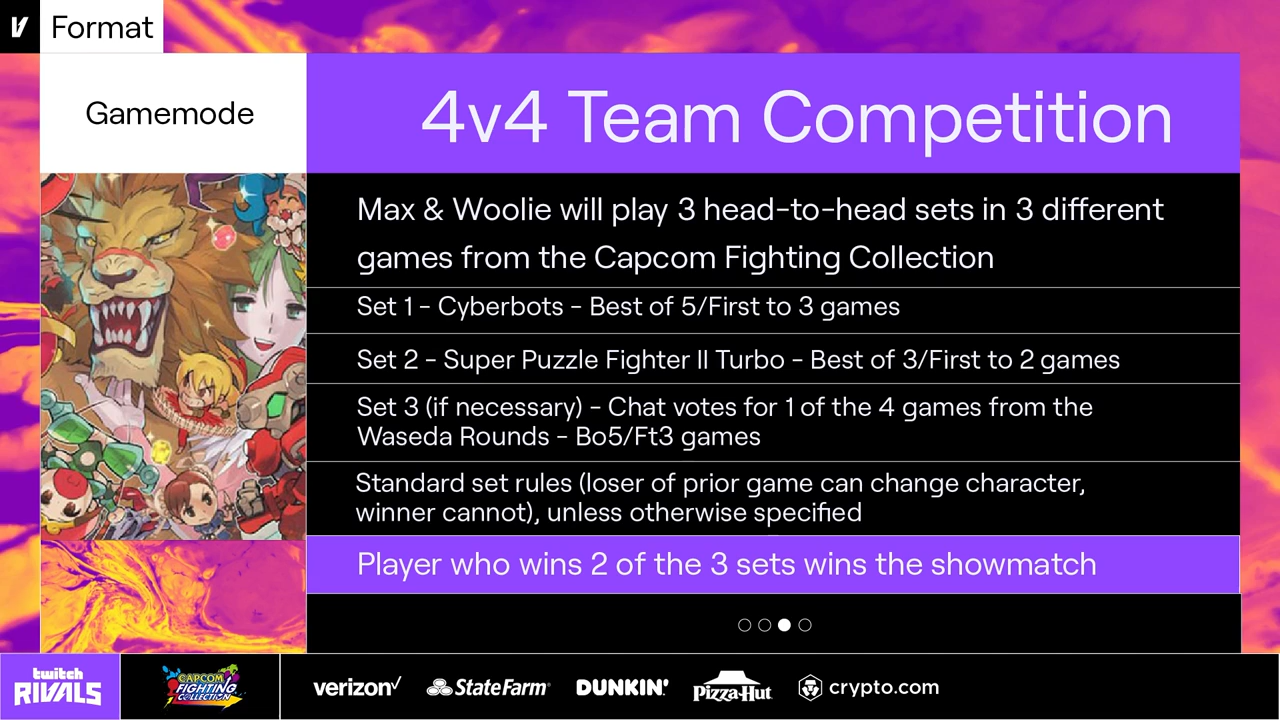 Format
Gamemode
4v4 Team Competition
Max & Woolie will play 3 head-to-head sets in 3 different
games from the Capcom Fighting Collection
Set 1 - Cyberbots - Best of 5/First to 3 games
Set 2 - Super Puzzle Fighter II Turbo - Best of 3/First to 2 games
Set 3 (if necessary) - Chat votes for 1 of the 4 games from the
Waseda Rounds - Bo5/Ft3 games
Standard set rules (loser of prior game can change character,
winner cannot), unless otherwise specified
Player who wins 2 of the 3 sets wins the showmatch
twitch
RIVALS
CAPCOM
FIGHTING
COLLECTION
verizon
StateFarm
DUNKIN'
Pizza Hut
crypto.com